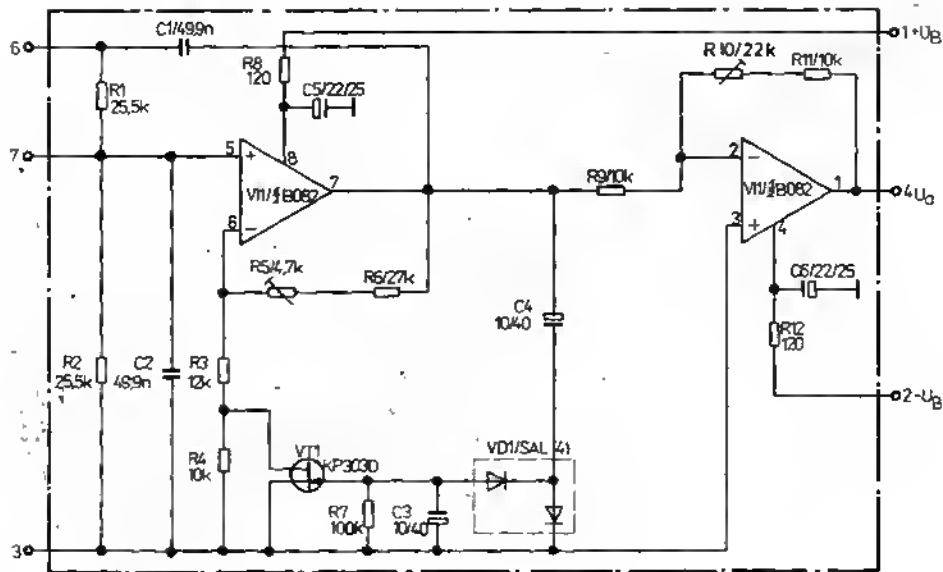 C1/49,9n
6
1+U_B
R1
25,5k
R8
120
C5/22/25
R10/22k
R11/10k
7
5
+
8
V11/½B082
7
6
−
R9/10k
2
−
V11/½B082
1
3
+
4
4U_a
R5/4,7k
R6/27k
C4
10/40
C6/22/25
R12
120
R2
25,5k
C2
49,9n
R3
12k
2-U_B
R4
10k
VT1
KP303D
VD1/SAL 41
R7
100k
C3
10/40
3